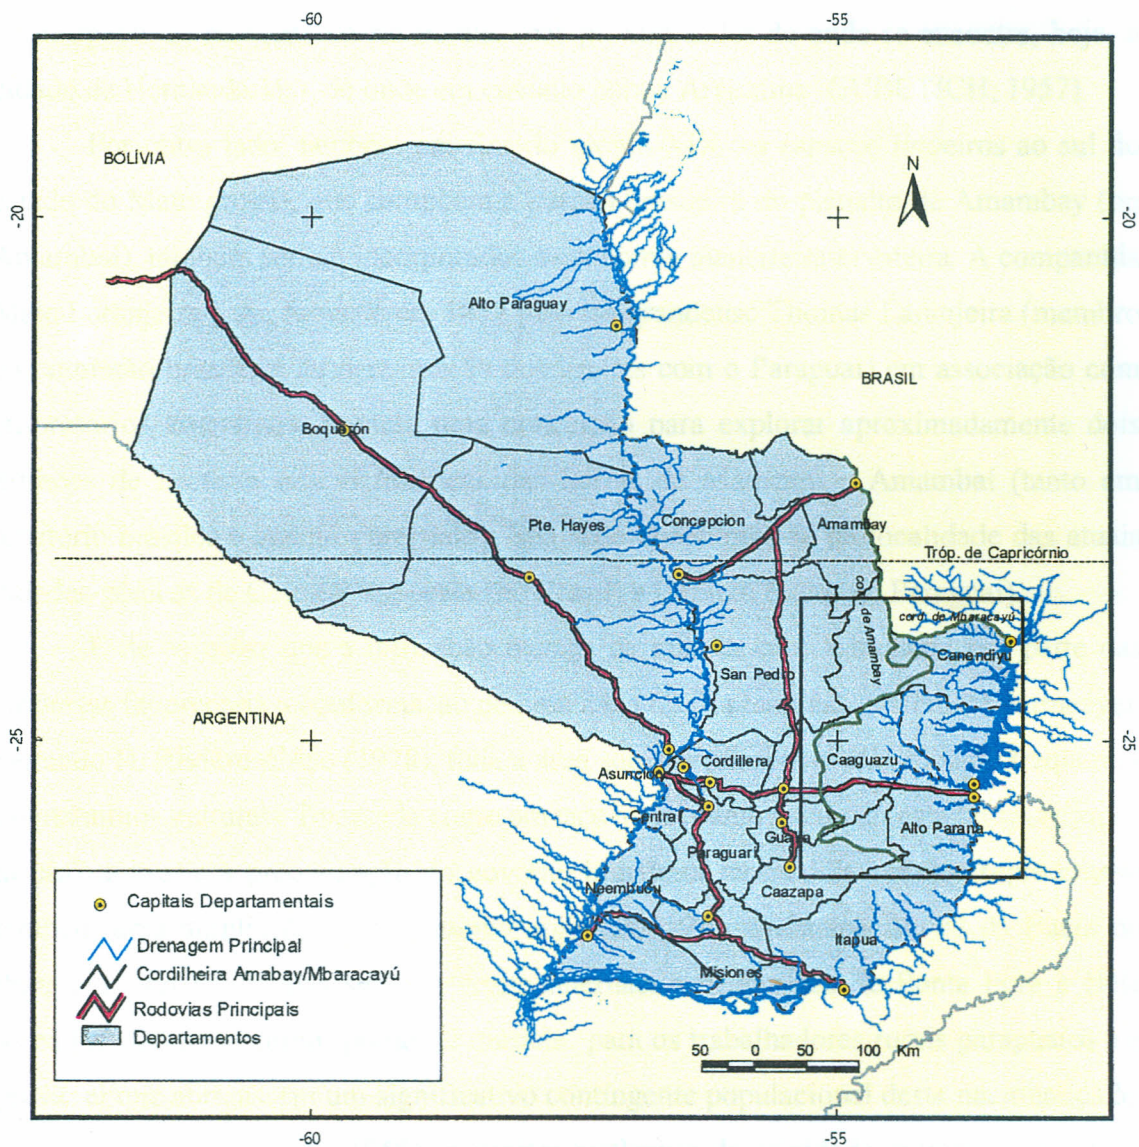 -60
-55
BOLÍVIA
N
-20
-20
Alto Paraguay
BRASIL
Boquerón
Pte. Hayes
Concepcion
Amambay
Tróp. de Capricórnio
cord. de Amambay
cord. de Mbaracayú
Canendiyu
San Pedro
ARGENTINA
-25
-25
Cordillera
Caaguazu
Asunción
Central
Alto Parana
Guaira
Paraguari
Caazapa
Neembucu
Itapua
Misiones
Capitais Departamentais
Drenagem Principal
Cordilheira Amabay/Mbaracayú
Rodovias Principais
Departamentos
50 0 50 100 Km
-60
-55